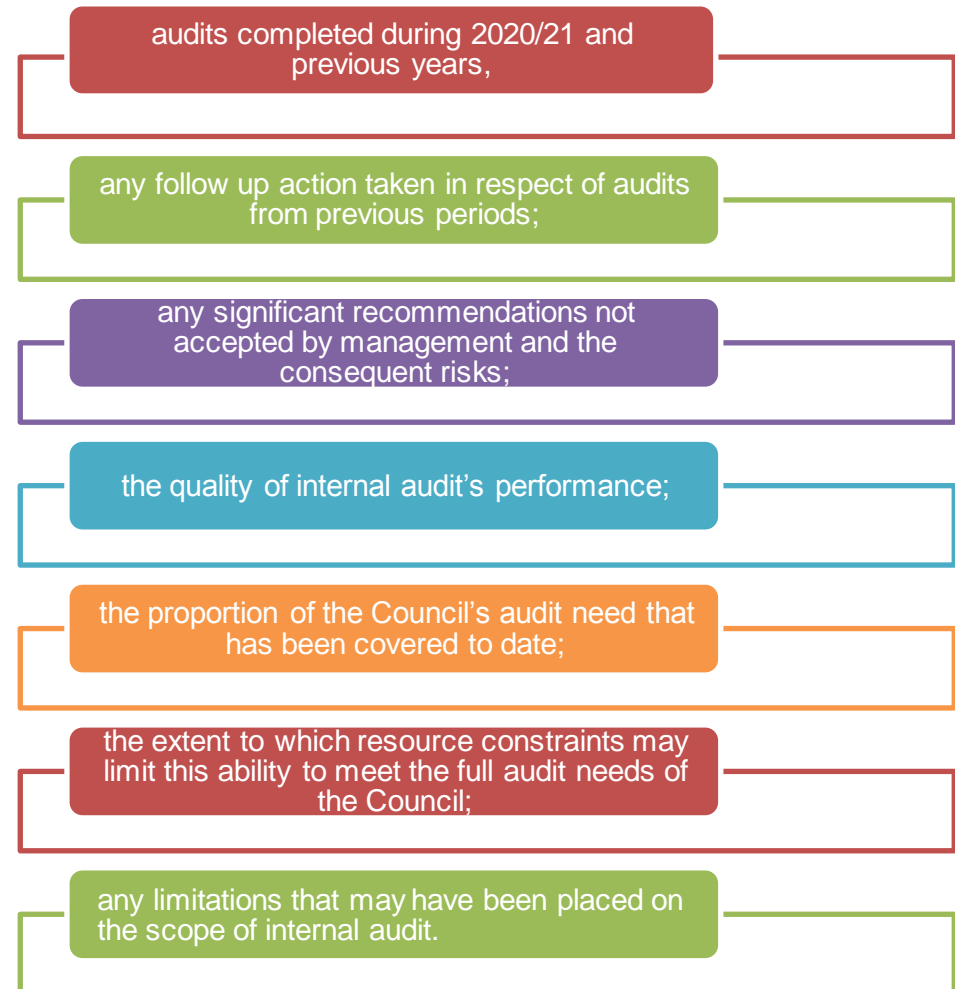 audits completed during 2020/21 and
previous years,
any follow up action taken in respect of audits
from previous periods;
any significant recommendations not
accepted by management and the
consequent risks;
the quality of internal audit’s performance;
the proportion of the Council’s audit need that
has been covered to date;
the extent to which resource constraints may
limit this ability to meet the full audit needs of
the Council;
any limitations that may have been placed on
the scope of internal audit.